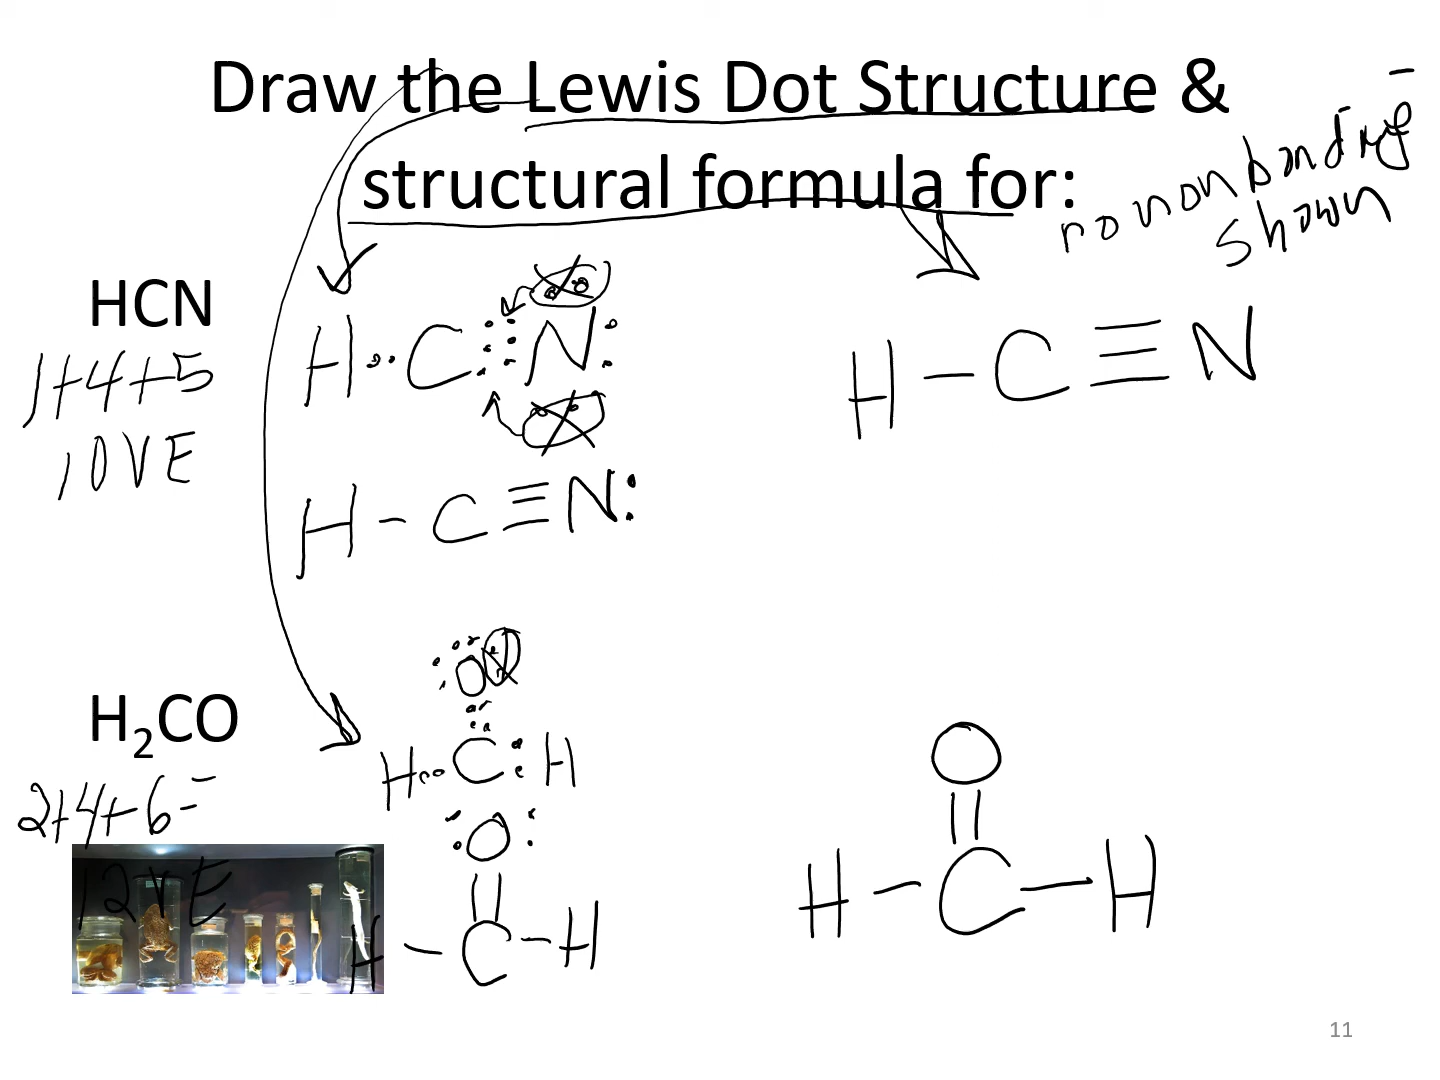 Draw the Lewis Dot Structure &
structural formula for:
no nonbonding e⁻
shown
HCN
1+4+5
10VE
H··C⋮⋮N:
H-C≡N
H-C≡N:
H₂CO
2+4+6=
12VE
O
H··C:H
:O:
H-C-H
O
H-C-H
11